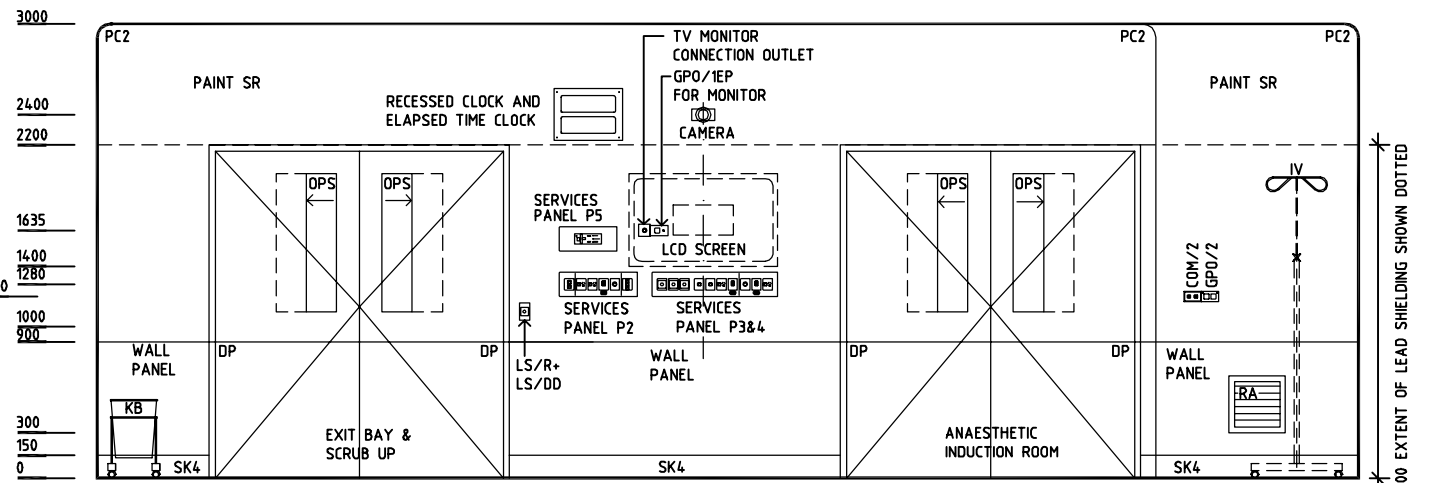 3000
2400
2200
1635
1400
1280
0
1000
900
300
150
0
PC2
PAINT SR
RECESSED CLOCK AND
ELAPSED TIME CLOCK
TV MONITOR
CONNECTION OUTLET
GPO/1EP
FOR MONITOR
CAMERA
PC2
PC2
PAINT SR
OPS
OPS
SERVICES
PANEL P5
LCD SCREEN
OPS
OPS
IV
COM/2
GPO/2
SERVICES
PANEL P2
SERVICES
PANEL P3&4
LS/R+
LS/DD
WALL
PANEL
DP
DP
WALL
PANEL
DP
DP
WALL
PANEL
RA
KB
EXIT BAY &
SCRUB UP
ANAESTHETIC
INDUCTION ROOM
SK4
SK4
SK4
00 EXTENT OF LEAD SHIELDING SHOWN DOTTED